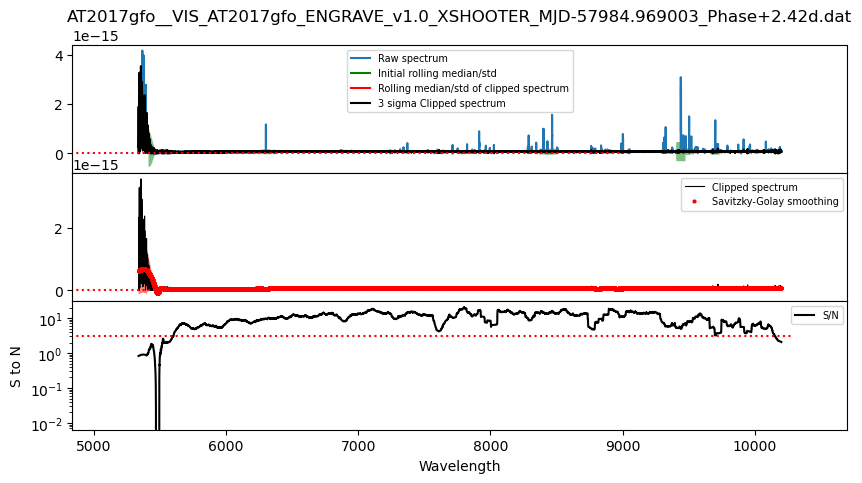 AT2017gfo__VIS_AT2017gfo_ENGRAVE_v1.0_XSHOOTER_MJD-57984.969003_Phase+2.42d.dat
1e−15
4
2
0
Raw spectrum
Initial rolling median/std
Rolling median/std of clipped spectrum
3 sigma Clipped spectrum
1e−15
2
0
Clipped spectrum
Savitzky-Golay smoothing
S to N
10¹
10⁰
10⁻¹
10⁻²
S/N
5000 6000 7000 8000 9000 10000
Wavelength